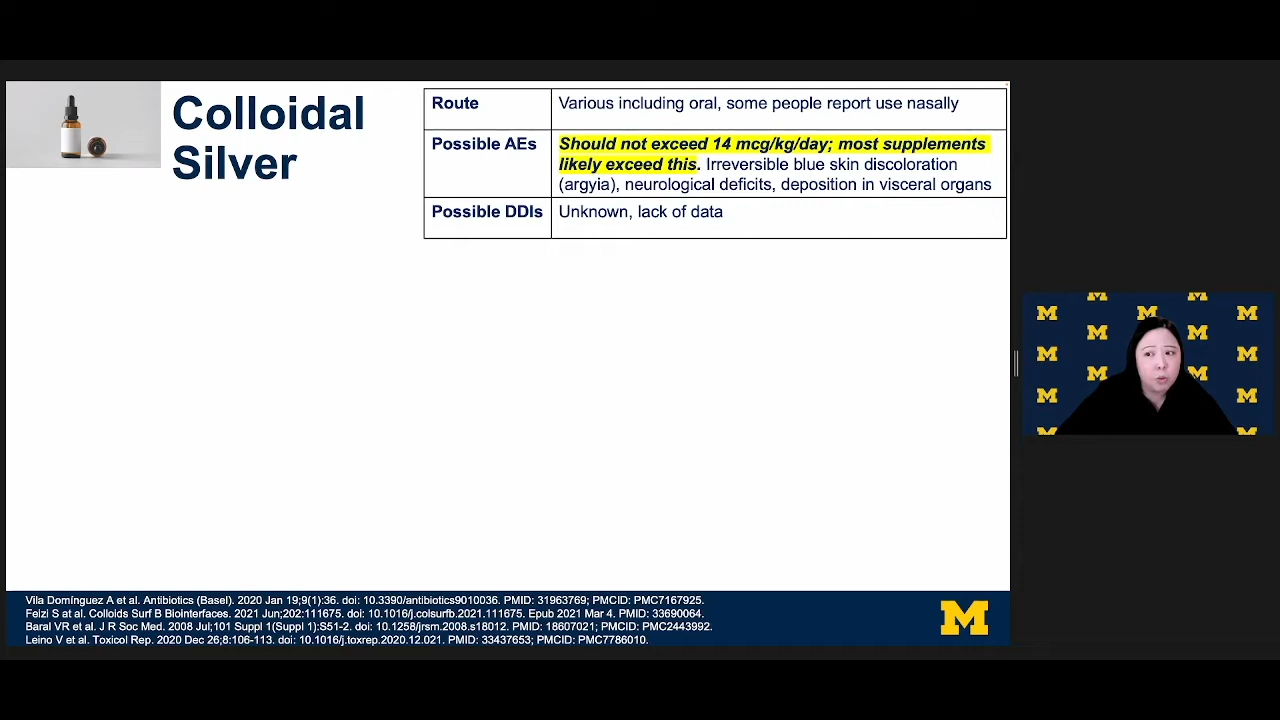 Colloidal
Silver
Route
Various including oral, some people report use nasally
Possible AEs
Should not exceed 14 mcg/kg/day; most supplements
likely exceed this. Irreversible blue skin discoloration
(argyia), neurological deficits, deposition in visceral organs
Possible DDIs
Unknown, lack of data
Vila Domínguez A et al. Antibiotics (Basel). 2020 Jan 19;9(1):36. doi: 10.3390/antibiotics9010036. PMID: 31963769; PMCID: PMC7167925.
Feizi S at al. Colloids Surf B Biointerfaces. 2021 Jun;202:111675. doi: 10.1016/j.colsurfb.2021.111675. Epub 2021 Mar 4. PMID: 33690064.
Baral VR et al. J R Soc Med. 2008 Jul;101 Suppl 1(Suppl 1):S51-2. doi: 10.1258/jrsm.2008.s18012. PMID: 18607021; PMCID: PMC2443992.
Leino V et al. Toxicol Rep. 2020 Dec 26;8:106-113. doi: 10.1016/j.toxrep.2020.12.021. PMID: 33437653; PMCID: PMC7786010.
M